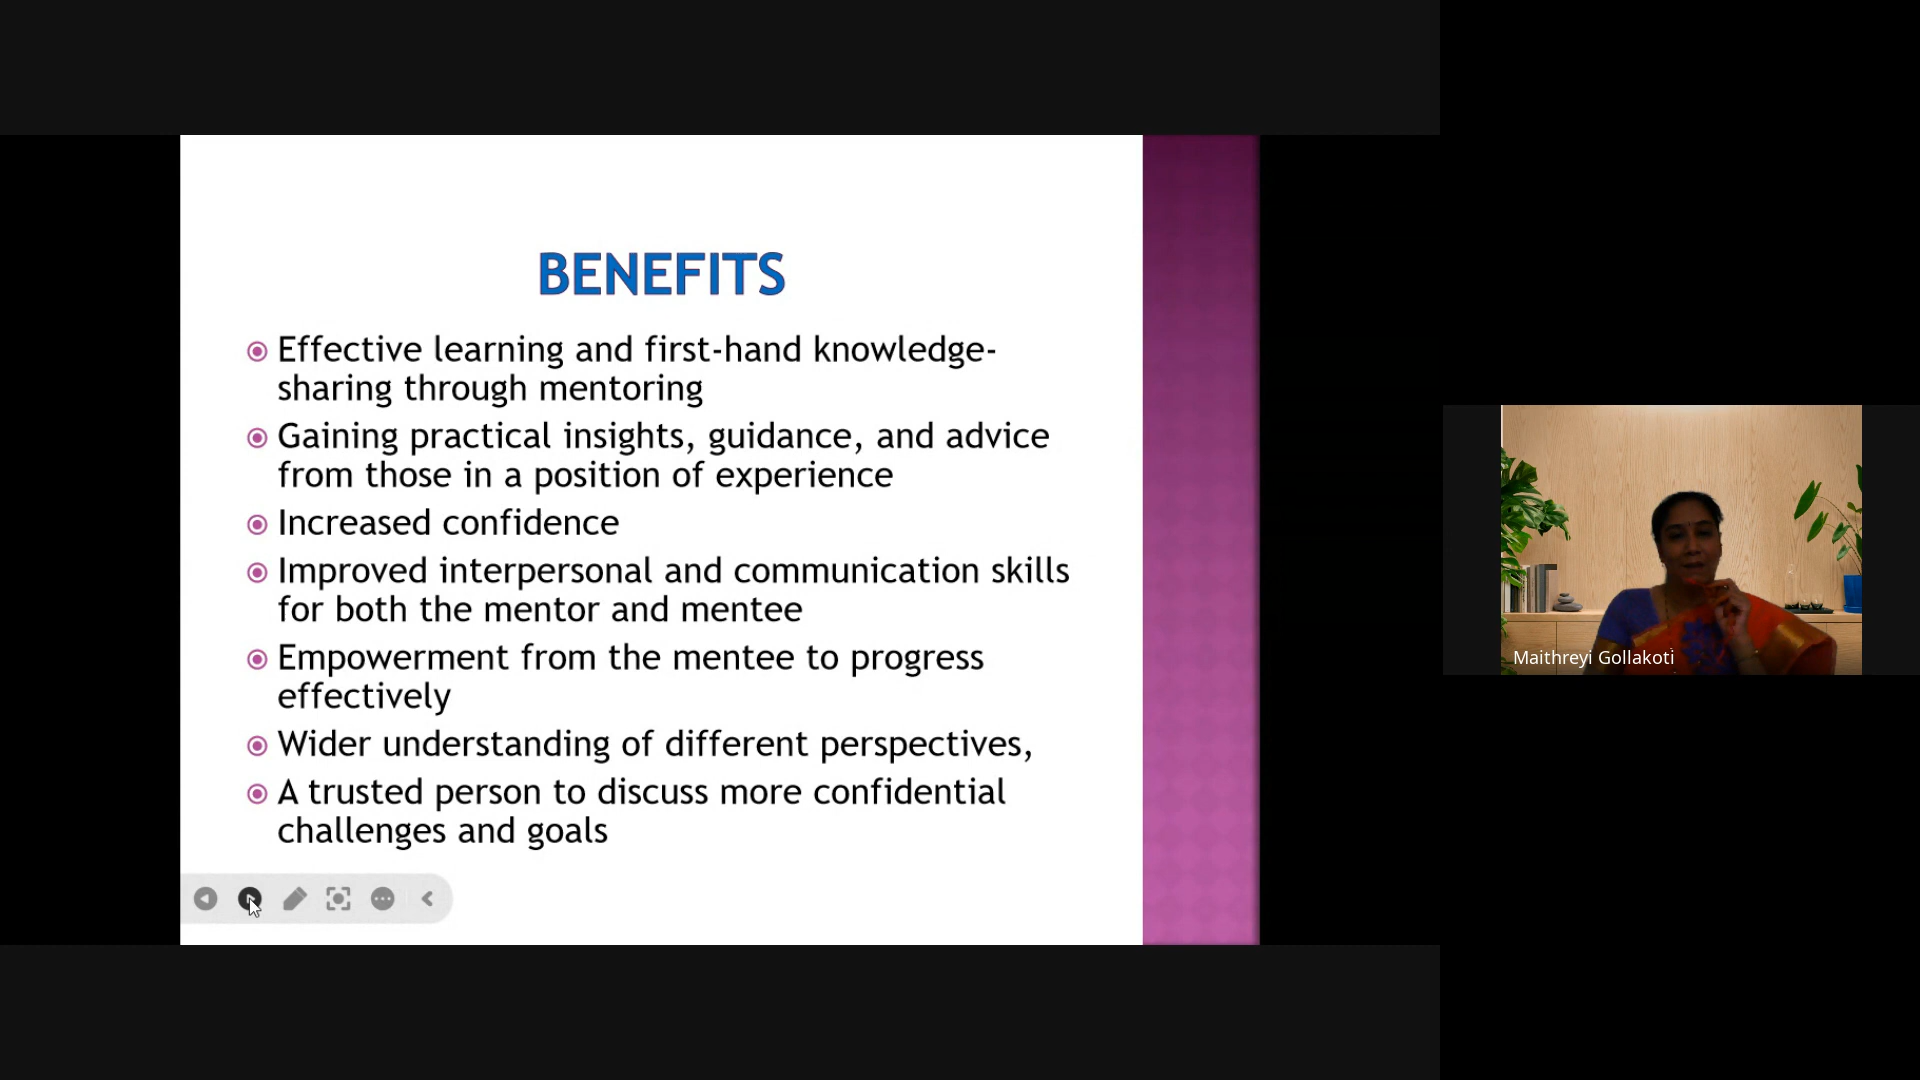 BENEFITS
Effective learning and first-hand knowledge-
sharing through mentoring
Gaining practical insights, guidance, and advice
from those in a position of experience
Increased confidence
Improved interpersonal and communication skills
for both the mentor and mentee
Empowerment from the mentee to progress
effectively
Wider understanding of different perspectives,
A trusted person to discuss more confidential
challenges and goals
Maithreyi Gollakoti